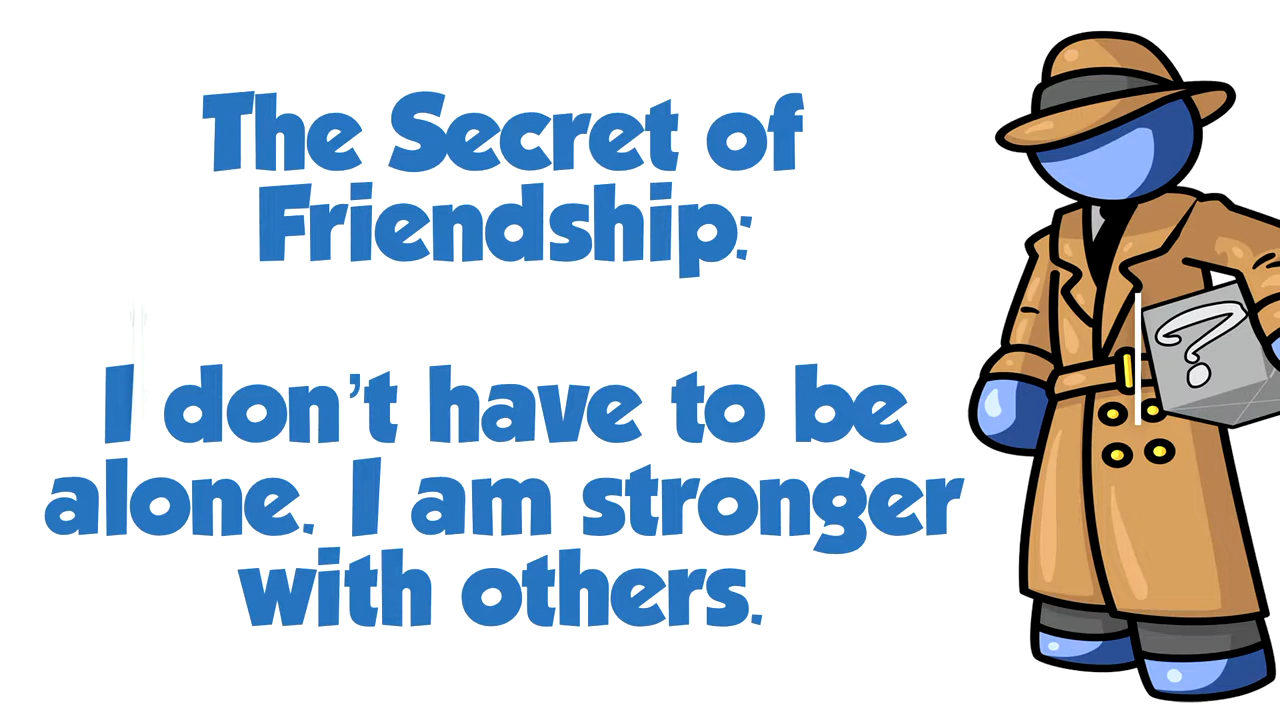 The Secret of
Friendship:
I don't have to be
alone. I am stronger
with others.
?